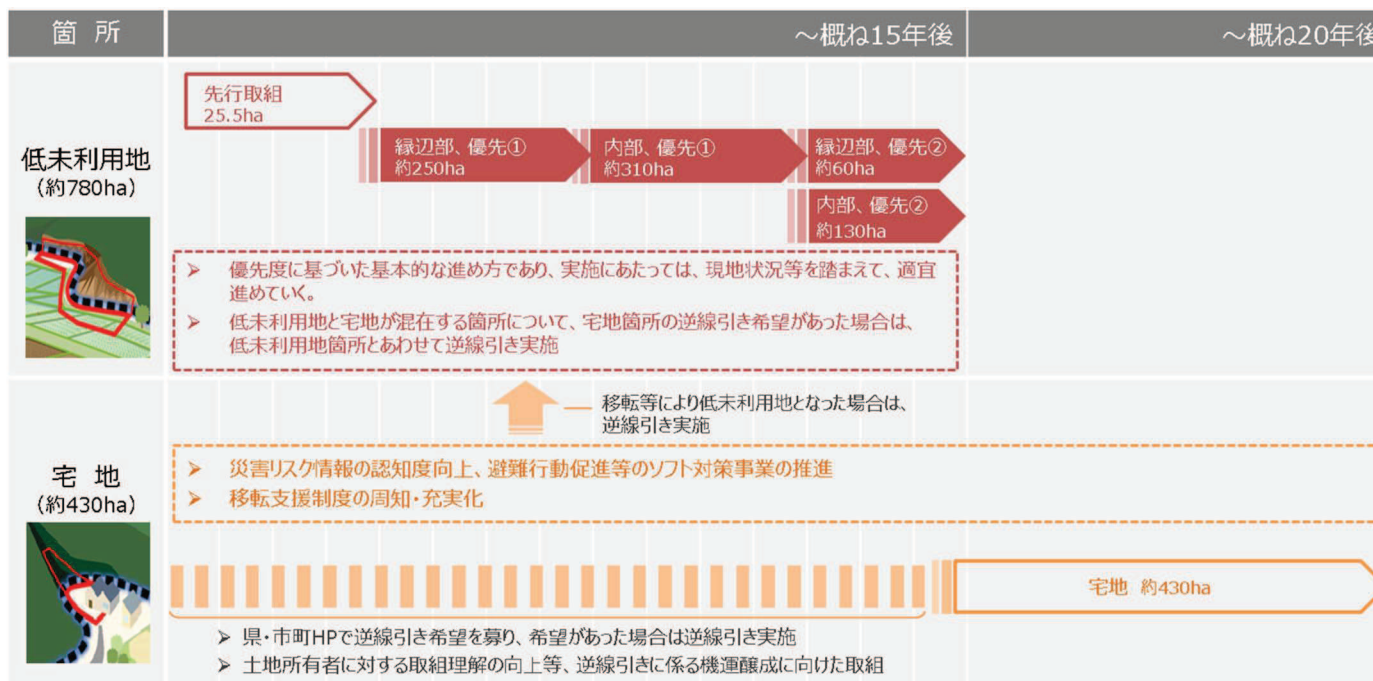 箇 所
～概ね15年後
～概ね20年後
低未利用地
(約780ha)
先行取組
25.5ha
縁辺部、優先①
約250ha
内部、優先①
約310ha
縁辺部、優先②
約60ha
内部、優先②
約130ha
➢ 優先度に基づいた基本的な進め方であり、実施にあたっては、現地状況等を踏まえて、適宜
進めていく。
➢ 低未利用地と宅地が混在する箇所について、宅地箇所の逆線引き希望があった場合は、
低未利用地箇所とあわせて逆線引き実施
移転等により低未利用地となった場合は、
逆線引き実施
宅 地
(約430ha)
➢ 災害リスク情報の認知度向上、避難行動促進等のソフト対策事業の推進
➢ 移転支援制度の周知・充実化
宅地 約430ha
➢ 県・市町HPで逆線引き希望を募り、希望があった場合は逆線引き実施
➢ 土地所有者に対する取組理解の向上等、逆線引きに係る機運醸成に向けた取組